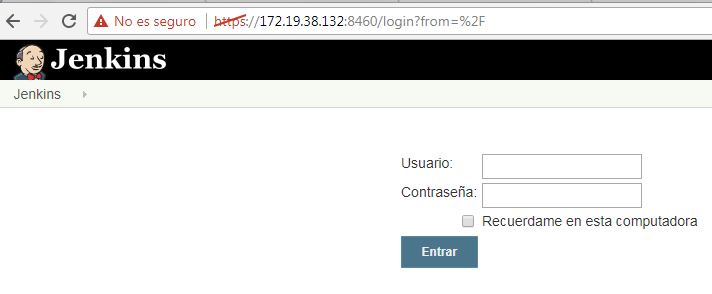 No es seguro https://172.19.38.132:8460/login?from=%2F
Jenkins
Jenkins
Usuario:
Contraseña:
Recuerdame en esta computadora
Entrar